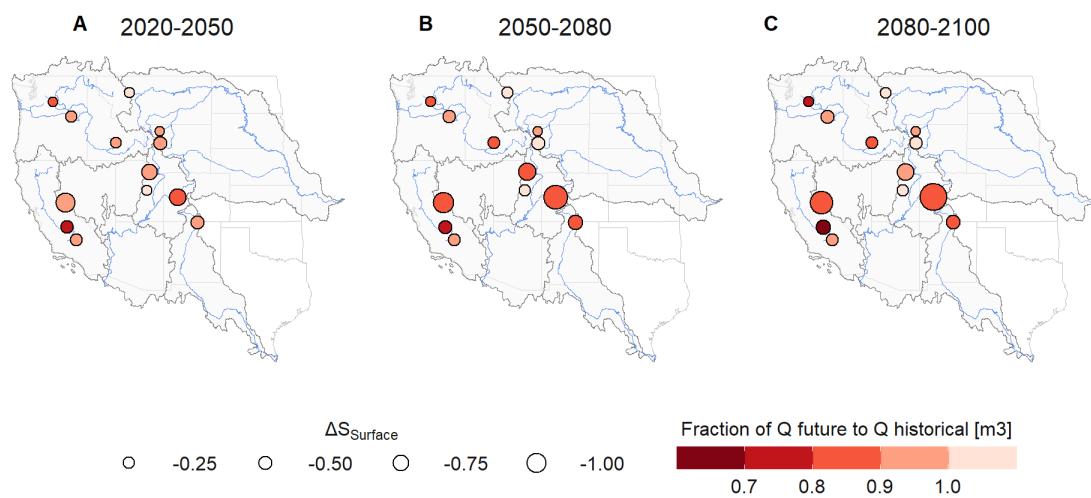 A 2020-2050
B 2050-2080
C 2080-2100
ΔSSurface
-0.25 -0.50 -0.75 -1.00
Fraction of Q future to Q historical [m3]
0.7 0.8 0.9 1.0